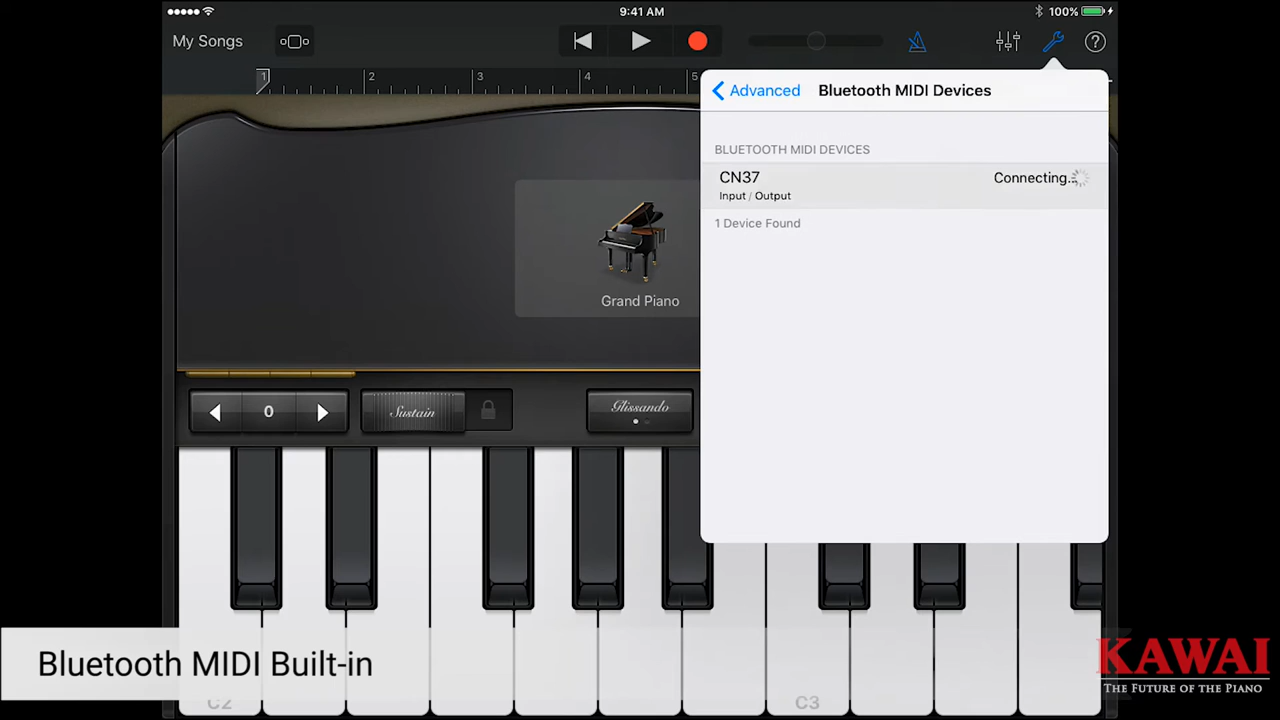 9:41 AM
100%
My Songs
1 2 3 4 5
Advanced Bluetooth MIDI Devices
BLUETOOTH MIDI DEVICES
CN37 Connecting...
Input / Output
1 Device Found
Grand Piano
0 Sustain Glissando
Bluetooth MIDI Built-in
C2 C3
KAWAI
THE FUTURE OF THE PIANO